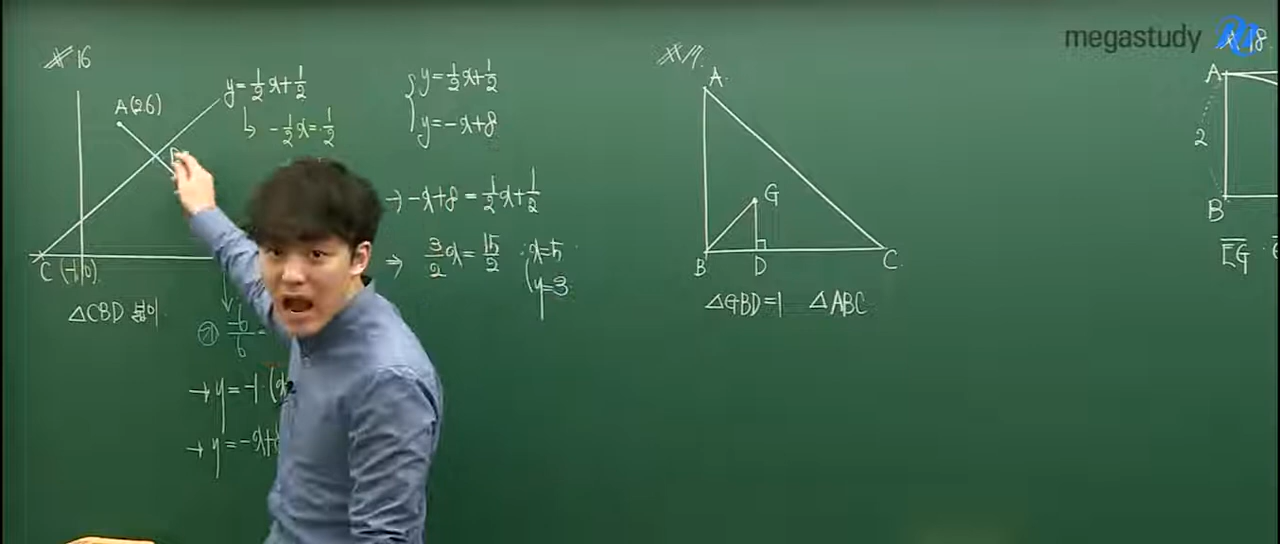 megastudy
※16
A(2,6)
y=½x+½
-½x=½
C (-1,0)
△CBD 넓이
-6/6 =
→ y=-1·(x
→ y=-x+
y=½x+½
y=-x+8
→ -x+8=½x+½
⇒ 3/2x=15/2 x=5
y=3
※17.
A
G
B D C
△GBD=1 △ABC
※18.
A
2
B
EG